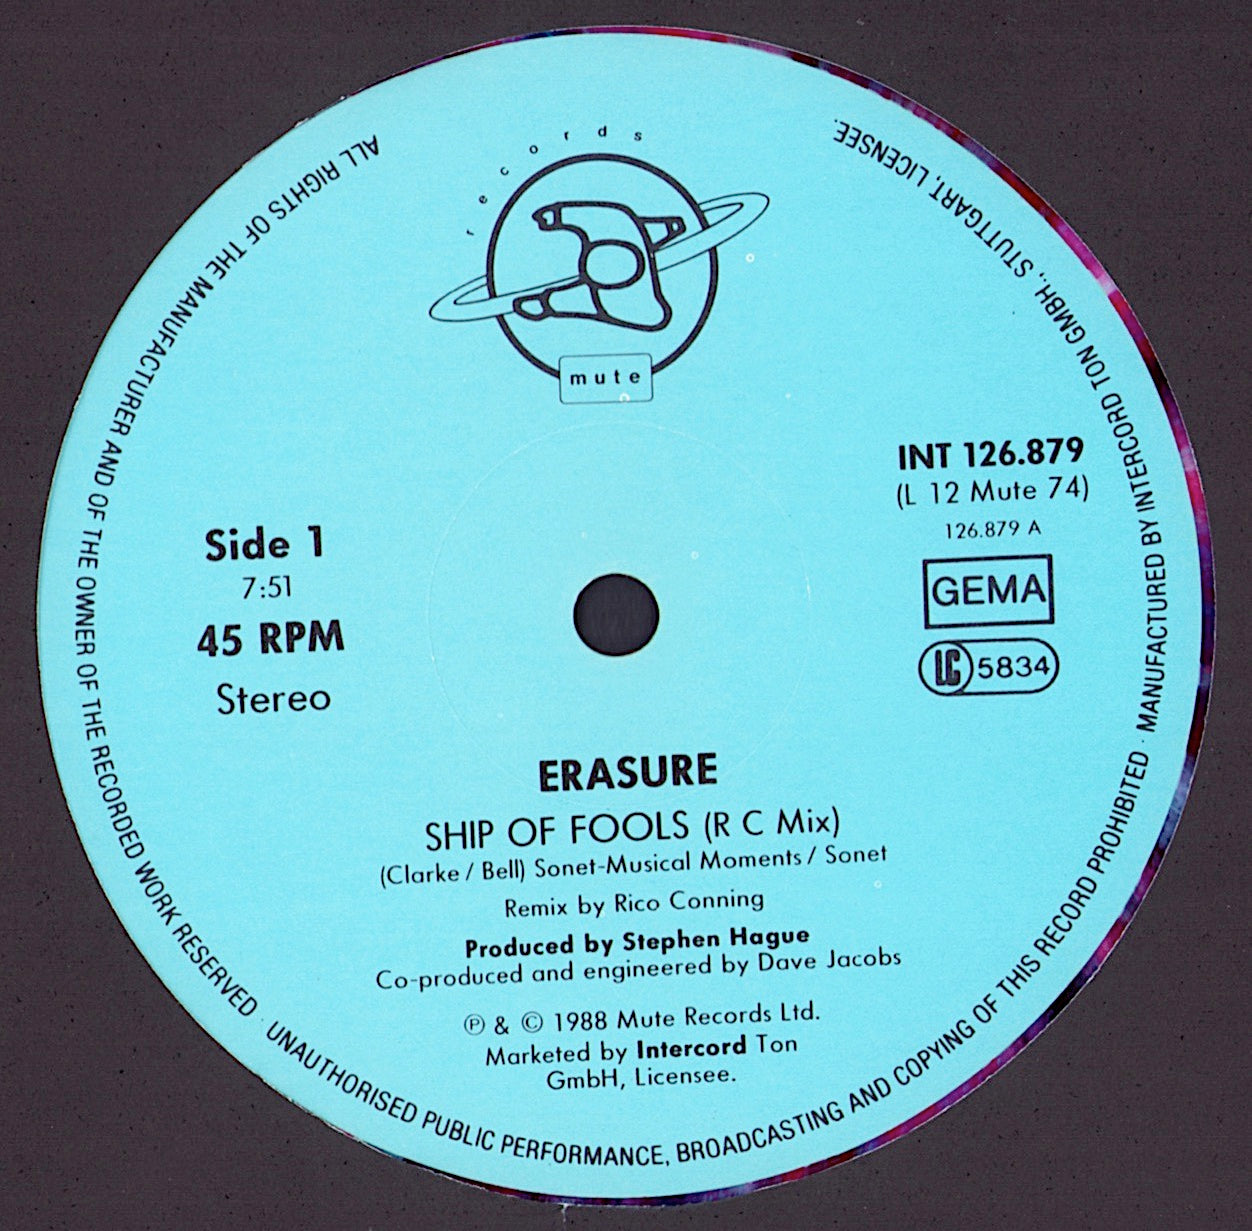 records
mute
INT 126.879
(L 12 Mute 74)
126.879 A
GEMA
LC 5834
Side 1
7:51
45 RPM
Stereo
ERASURE
SHIP OF FOOLS (R C Mix)
(Clarke / Bell) Sonet-Musical Moments / Sonet
Remix by Rico Conning
Produced by Stephen Hague
Co-produced and engineered by Dave Jacobs
℗ & © 1988 Mute Records Ltd.
Marketed by Intercord Ton
GmbH, Licensee.
ALL RIGHTS OF THE MANUFACTURER AND OF THE OWNER OF THE RECORDED WORK RESERVED · UNAUTHORISED PUBLIC PERFORMANCE, BROADCASTING AND COPYING OF THIS RECORD PROHIBITED · MANUFACTURED BY INTERCORD TON GMBH., STUTTGART, LICENSEE.